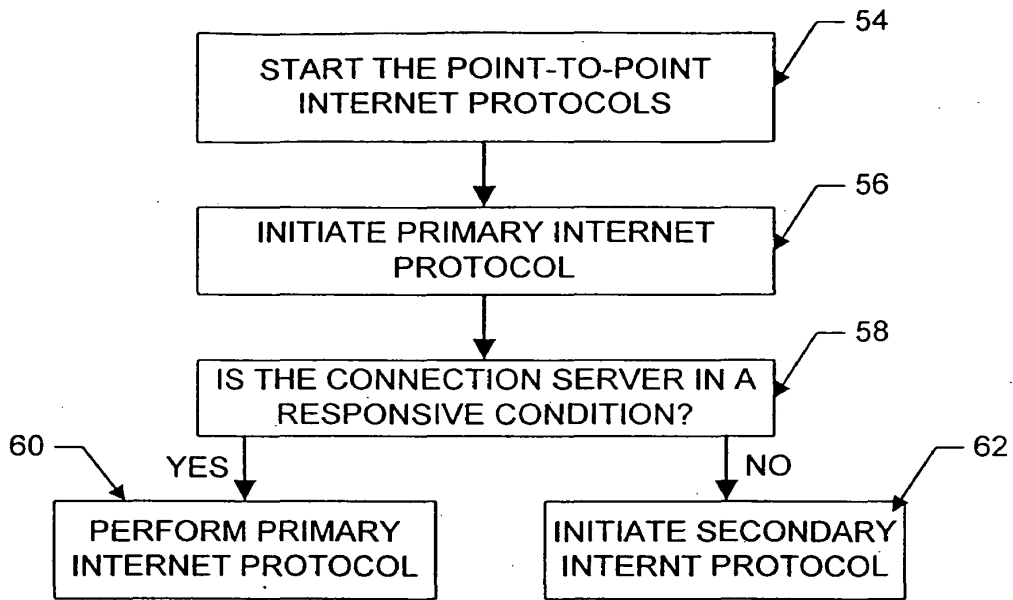 54
START THE POINT-TO-POINT
INTERNET PROTOCOLS
56
INITIATE PRIMARY INTERNET
PROTOCOL
58
IS THE CONNECTION SERVER IN A
RESPONSIVE CONDITION?
60
YES
NO
62
PERFORM PRIMARY
INTERNET PROTOCOL
INITIATE SECONDARY
INTERNT PROTOCOL